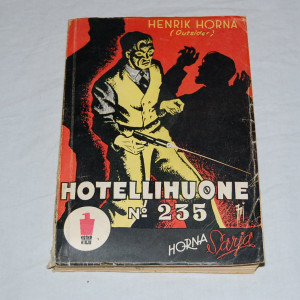 HENRIK HORNA
(Outsider)
HOTELLIHUONE
Nº 235
HORNA Sarja